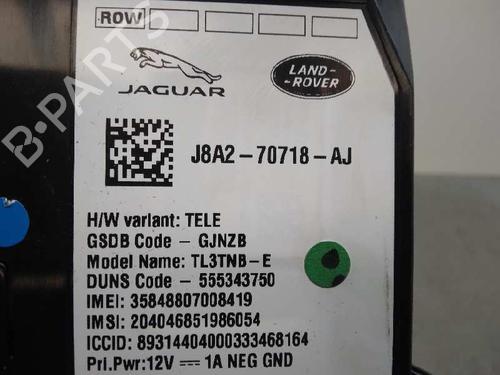 ROW
JAGUAR
LAND-
-ROVER
J8A2-70718-AJ
H/W variant: TELE
GSDB Code - GJNZB
Model Name: TL3TNB-E
DUNS Code- 555343750
IMEI: 35848807008419
IMSI: 204046851986054
ICCID: 89314404000333468164
Pri.Pwr:12V ⎓ 1A NEG GND
B-PARTS